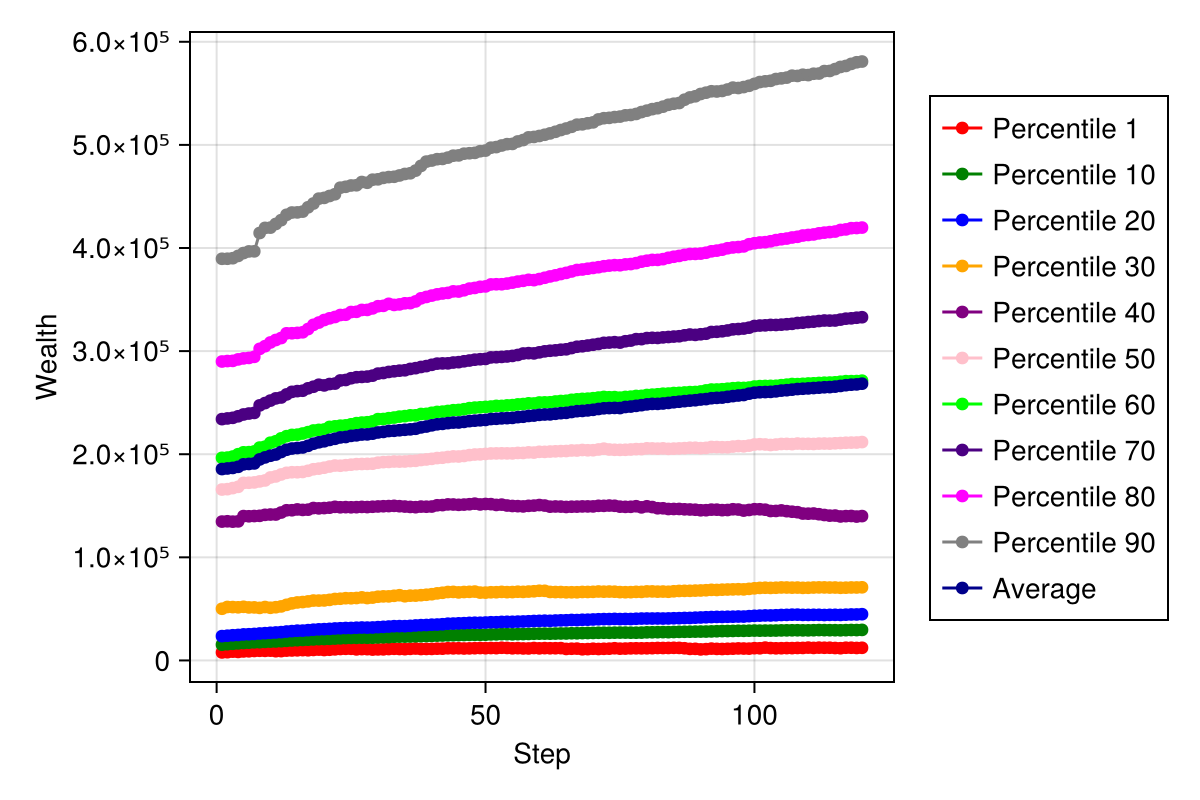 6.0×10⁵
5.0×10⁵
4.0×10⁵
3.0×10⁵
2.0×10⁵
1.0×10⁵
0
Wealth
0 50 100
Step
Percentile 1
Percentile 10
Percentile 20
Percentile 30
Percentile 40
Percentile 50
Percentile 60
Percentile 70
Percentile 80
Percentile 90
Average